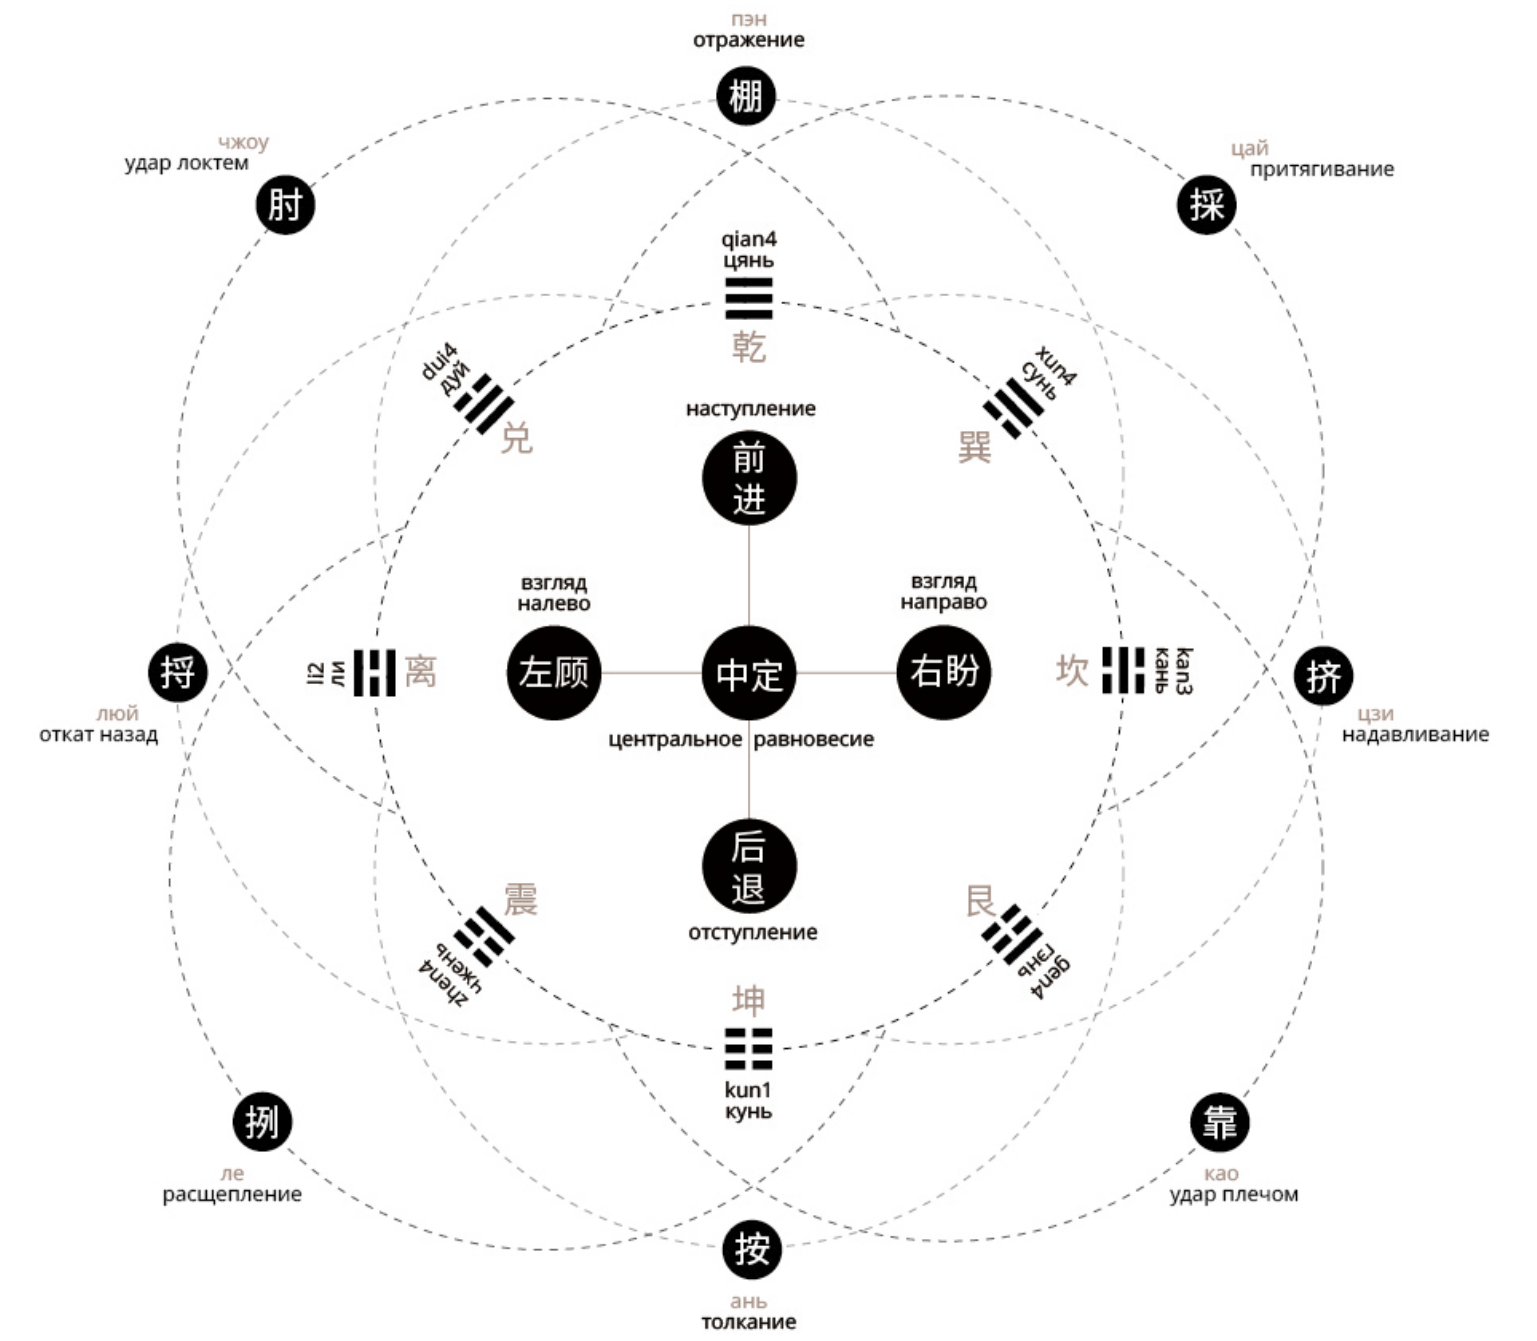 пэн
отражение
棚
чжоу
удар локтем
肘
цай
притягивание
採
qian4
цянь
乾
dui4
дуй
兑
xun4
сунь
巽
наступление
前
进
взгляд
налево
左顾
взгляд
направо
右盼
中定
центральное равновесие
li2
ли
离
坎
kan3
кань
捋
люй
откат назад
挤
цзи
надавливание
后
退
отступление
震
zhen4
чжень
艮
gen4
гэнь
坤
kun1
кунь
挒
ле
расщепление
靠
као
удар плечом
按
ань
толкание